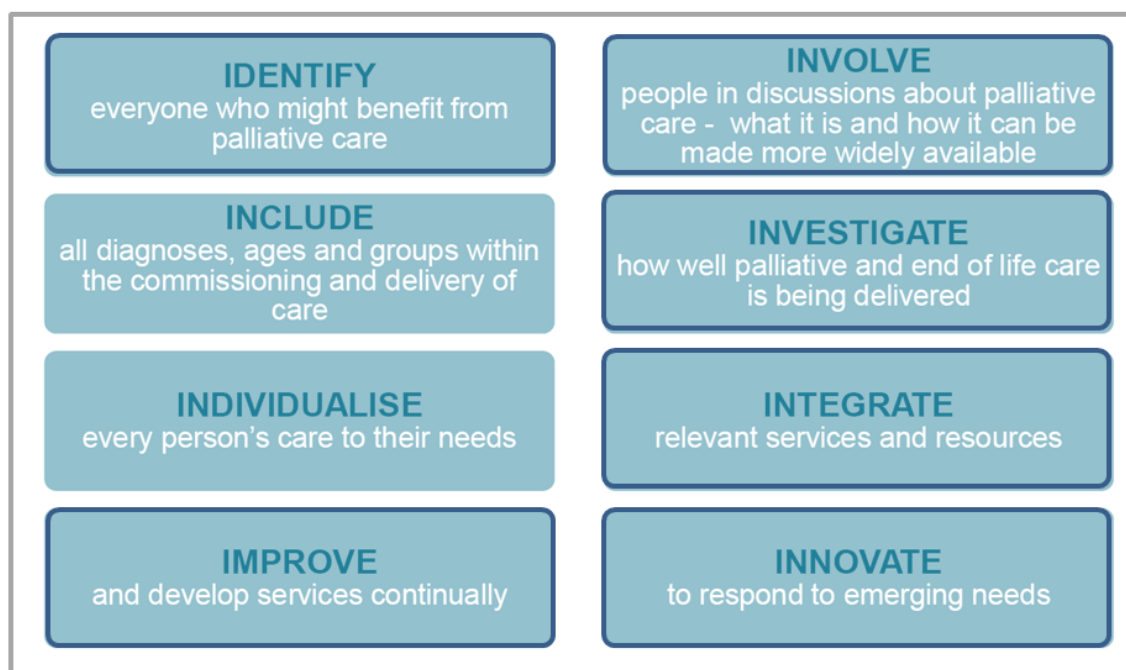 IDENTIFY
everyone who might benefit from
palliative care
INVOLVE
people in discussions about palliative
care -  what it is and how it can be
made more widely available
INCLUDE
all diagnoses, ages and groups within
the commissioning and delivery of
care
INVESTIGATE
how well palliative and end of life care
is being delivered
INDIVIDUALISE
every person’s care to their needs
INTEGRATE
relevant services and resources
IMPROVE
and develop services continually
INNOVATE
to respond to emerging needs